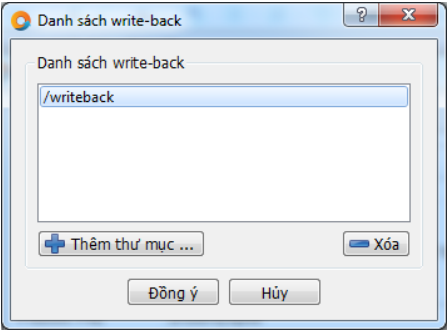 Danh sách write-back
Danh sách write-back
/writeback
Thêm thư mục ...
Xóa
Đồng ý
Hủy